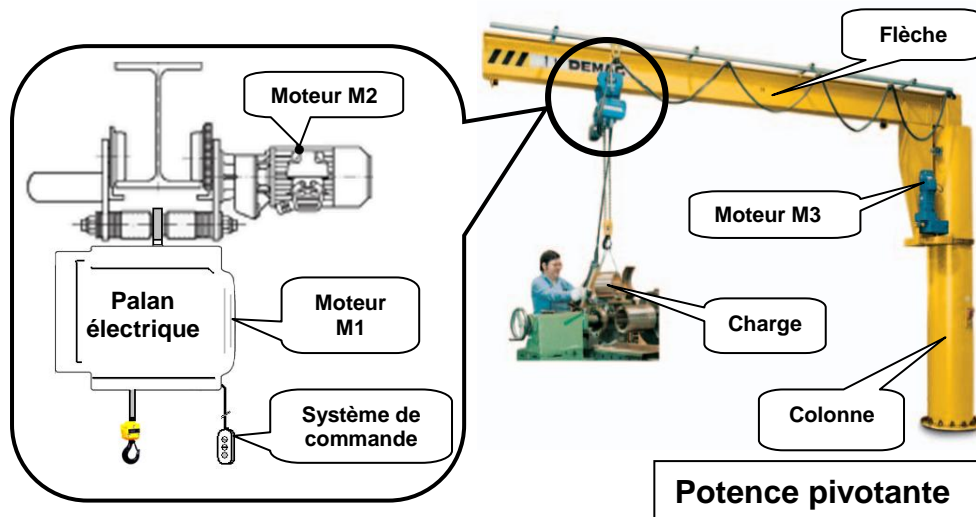 Moteur M2
Palan
électrique
Moteur
M1
Système de
commande
Flèche
DEMAG
Moteur M3
Charge
Colonne
Potence pivotante